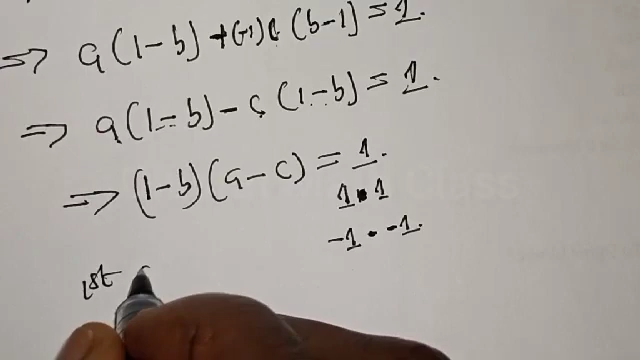 ⇒ a(1-b)+(-1)c(b-1)=1.
⇒ a(1-b)-c(1-b)=1.
⇒ (1-b)(a-c)=1.
1·1
-1·-1.
1st